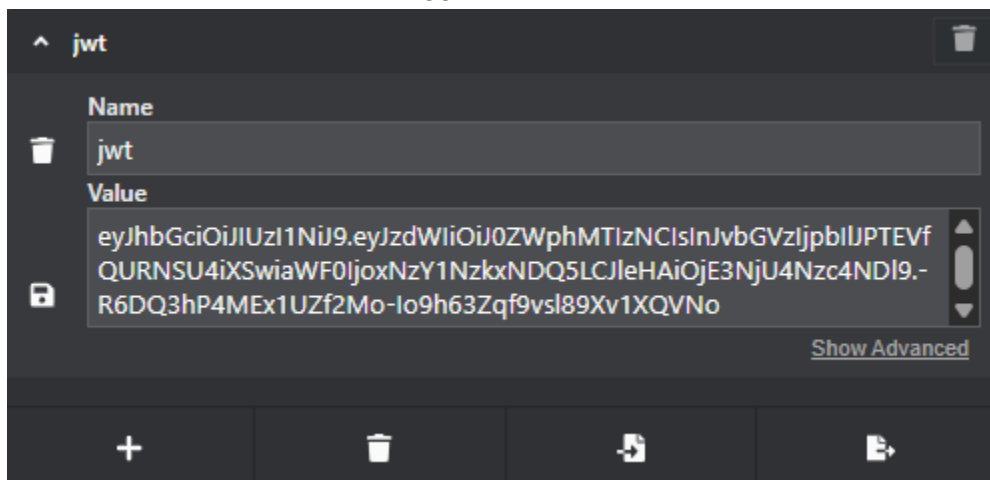 jwt
Name
jwt
Value
eyJhbGciOiJIUzI1NiJ9.eyJzdWIiOiJ0ZWphMTIzNCIsInJvbGVzIjpbIlJPTEVf
QURNSU4iXSwiaWF0IjoxNzY1NzkxNDQ5LCJleHAiOjE3NjU4Nzc4NDl9.-
R6DQ3hP4MEx1UZf2Mo-Io9h63Zqf9vsl89Xv1XQVNo
Show Advanced